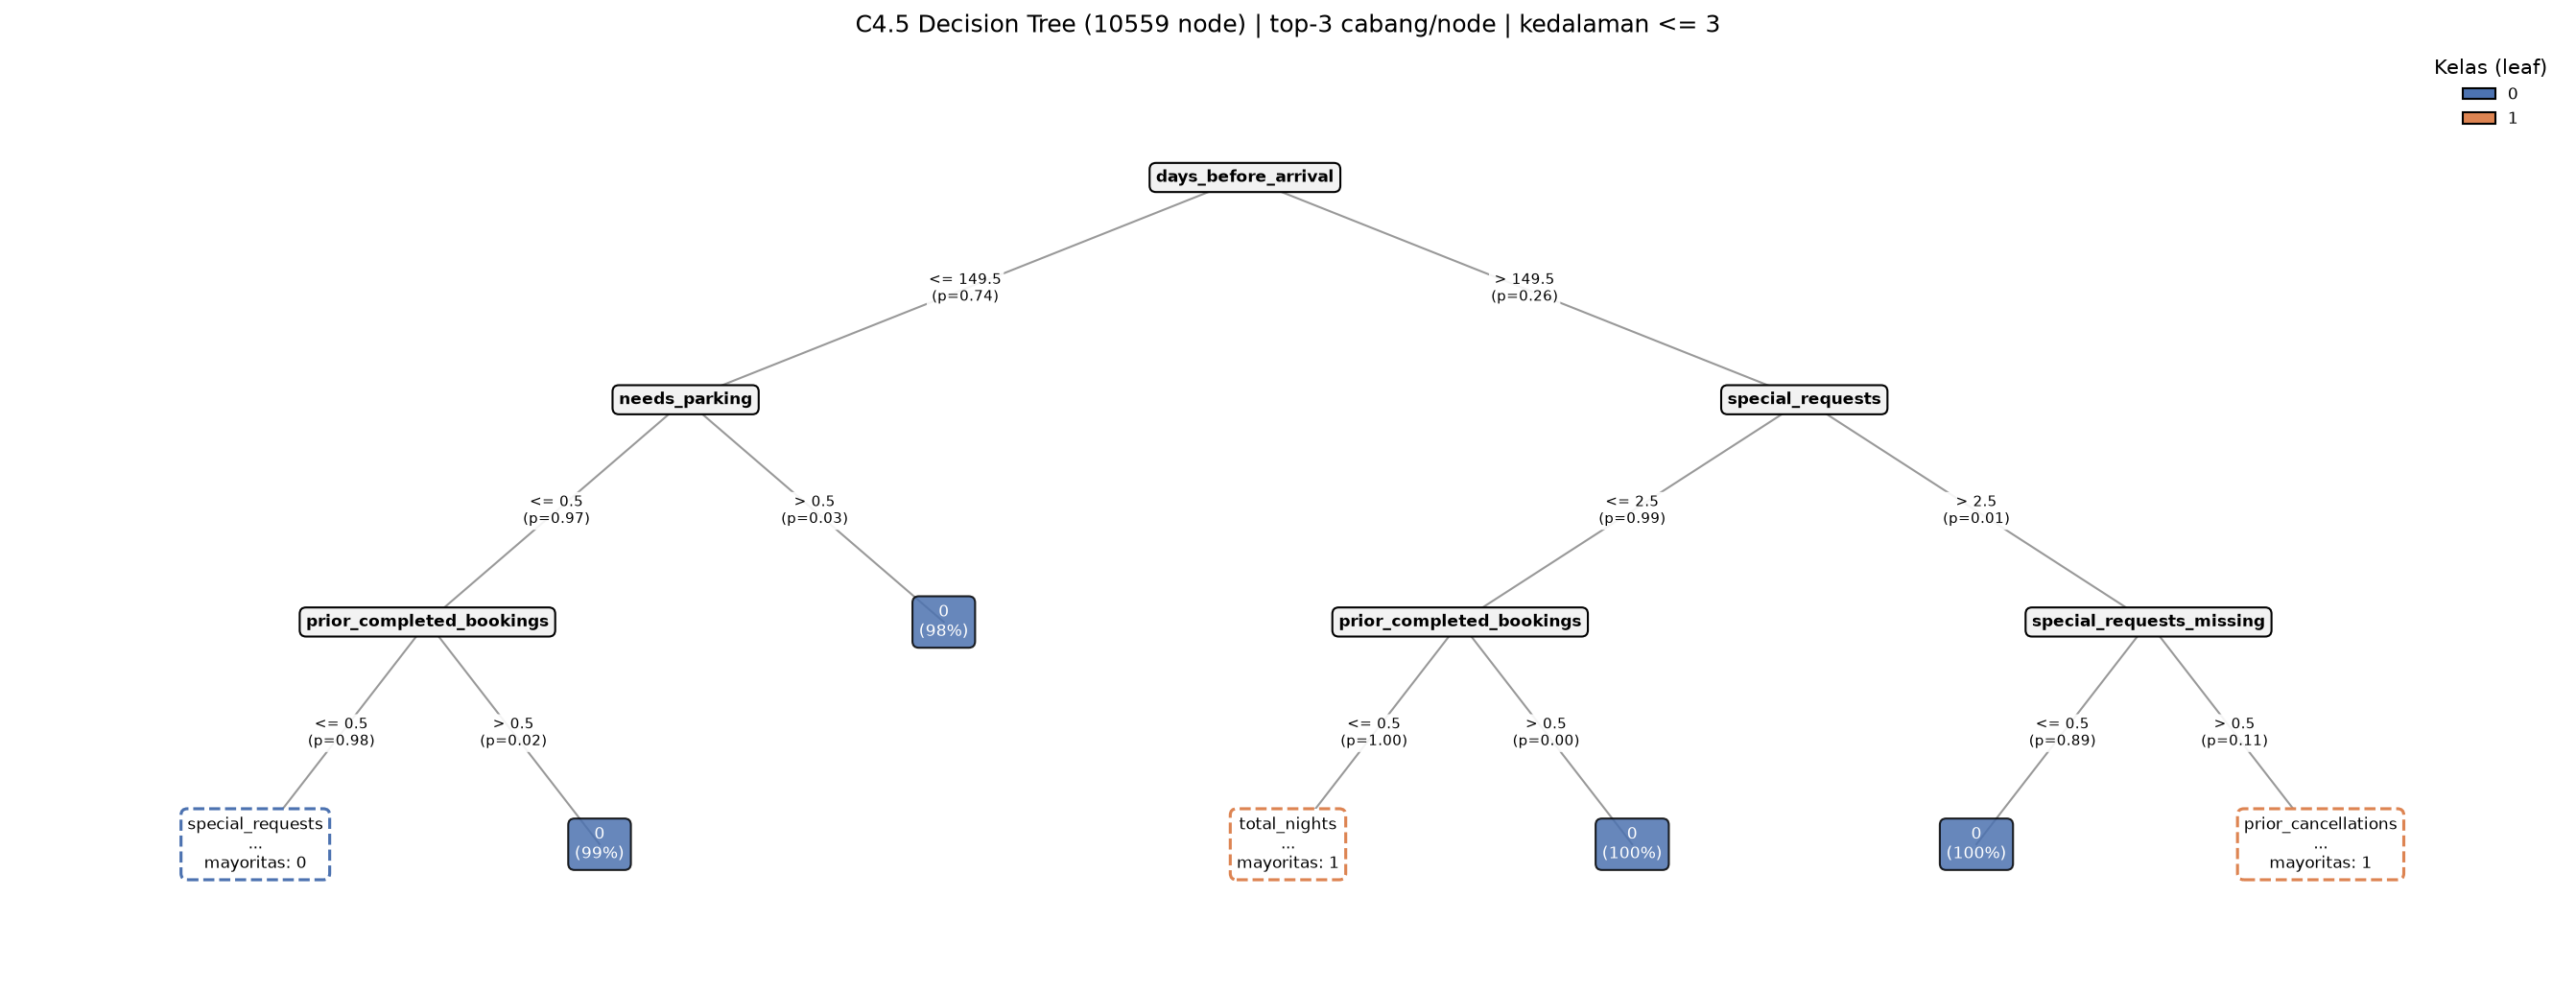 C4.5 Decision Tree (10559 node) | top-3 cabang/node | kedalaman <= 3
Kelas (leaf)
0
1
days_before_arrival
<= 149.5
(p=0.74)
> 149.5
(p=0.26)
needs_parking
special_requests
<= 0.5
(p=0.97)
> 0.5
(p=0.03)
<= 2.5
(p=0.99)
> 2.5
(p=0.01)
prior_completed_bookings
0
(98%)
prior_completed_bookings
special_requests_missing
<= 0.5
(p=0.98)
> 0.5
(p=0.02)
<= 0.5
(p=1.00)
> 0.5
(p=0.00)
<= 0.5
(p=0.89)
> 0.5
(p=0.11)
special_requests
...
mayoritas: 0
0
(99%)
total_nights
...
mayoritas: 1
0
(100%)
0
(100%)
prior_cancellations
...
mayoritas: 1